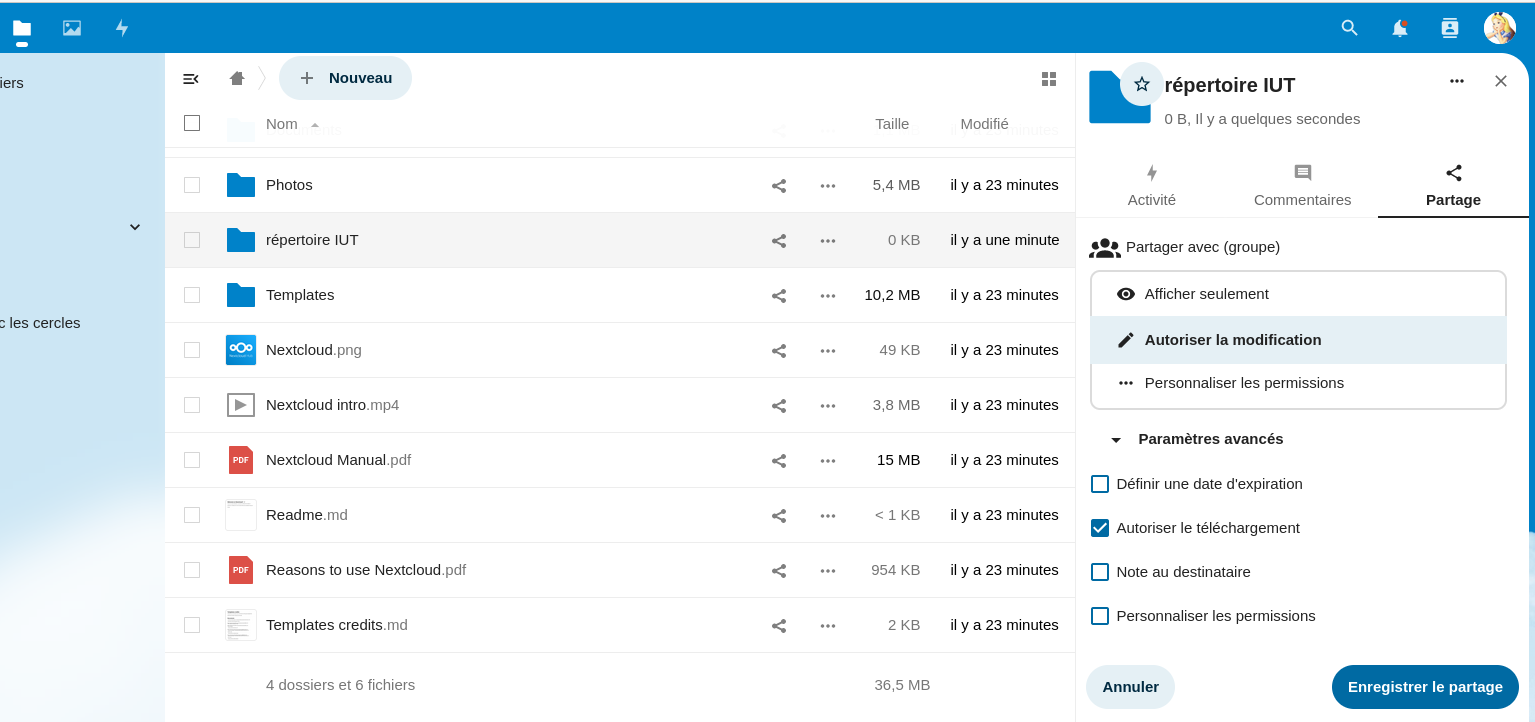 iers
c les cercles
Nouveau
Nom
Taille
Modifié
Photos
5,4 MB
il y a 23 minutes
répertoire IUT
0 KB
il y a une minute
Templates
10,2 MB
il y a 23 minutes
Nextcloud.png
49 KB
il y a 23 minutes
Nextcloud intro.mp4
3,8 MB
il y a 23 minutes
PDF
Nextcloud Manual.pdf
15 MB
il y a 23 minutes
Readme.md
< 1 KB
il y a 23 minutes
PDF
Reasons to use Nextcloud.pdf
954 KB
il y a 23 minutes
Templates credits.md
2 KB
il y a 23 minutes
4 dossiers et 6 fichiers
36,5 MB
répertoire IUT
0 B, Il y a quelques secondes
Activité
Commentaires
Partage
Partager avec (groupe)
Afficher seulement
Autoriser la modification
Personnaliser les permissions
Paramètres avancés
Définir une date d'expiration
Autoriser le téléchargement
Note au destinataire
Personnaliser les permissions
Annuler
Enregistrer le partage